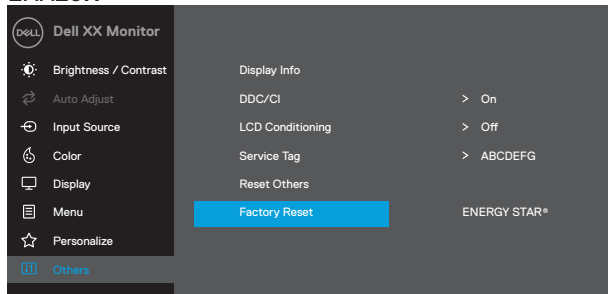 DELL Dell XX Monitor
Brightness / Contrast Display Info
Auto Adjust DDC/CI > On
Input Source LCD Conditioning > Off
Color Service Tag > ABCDEFG
Display Reset Others
Menu Factory Reset ENERGY STAR®
Personalize
Others